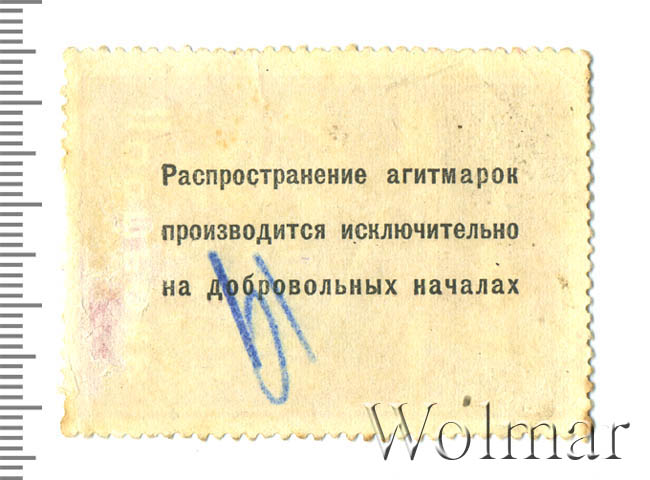 Распространение агитмарок
производится исключительно
на добровольных началах
Wolmar